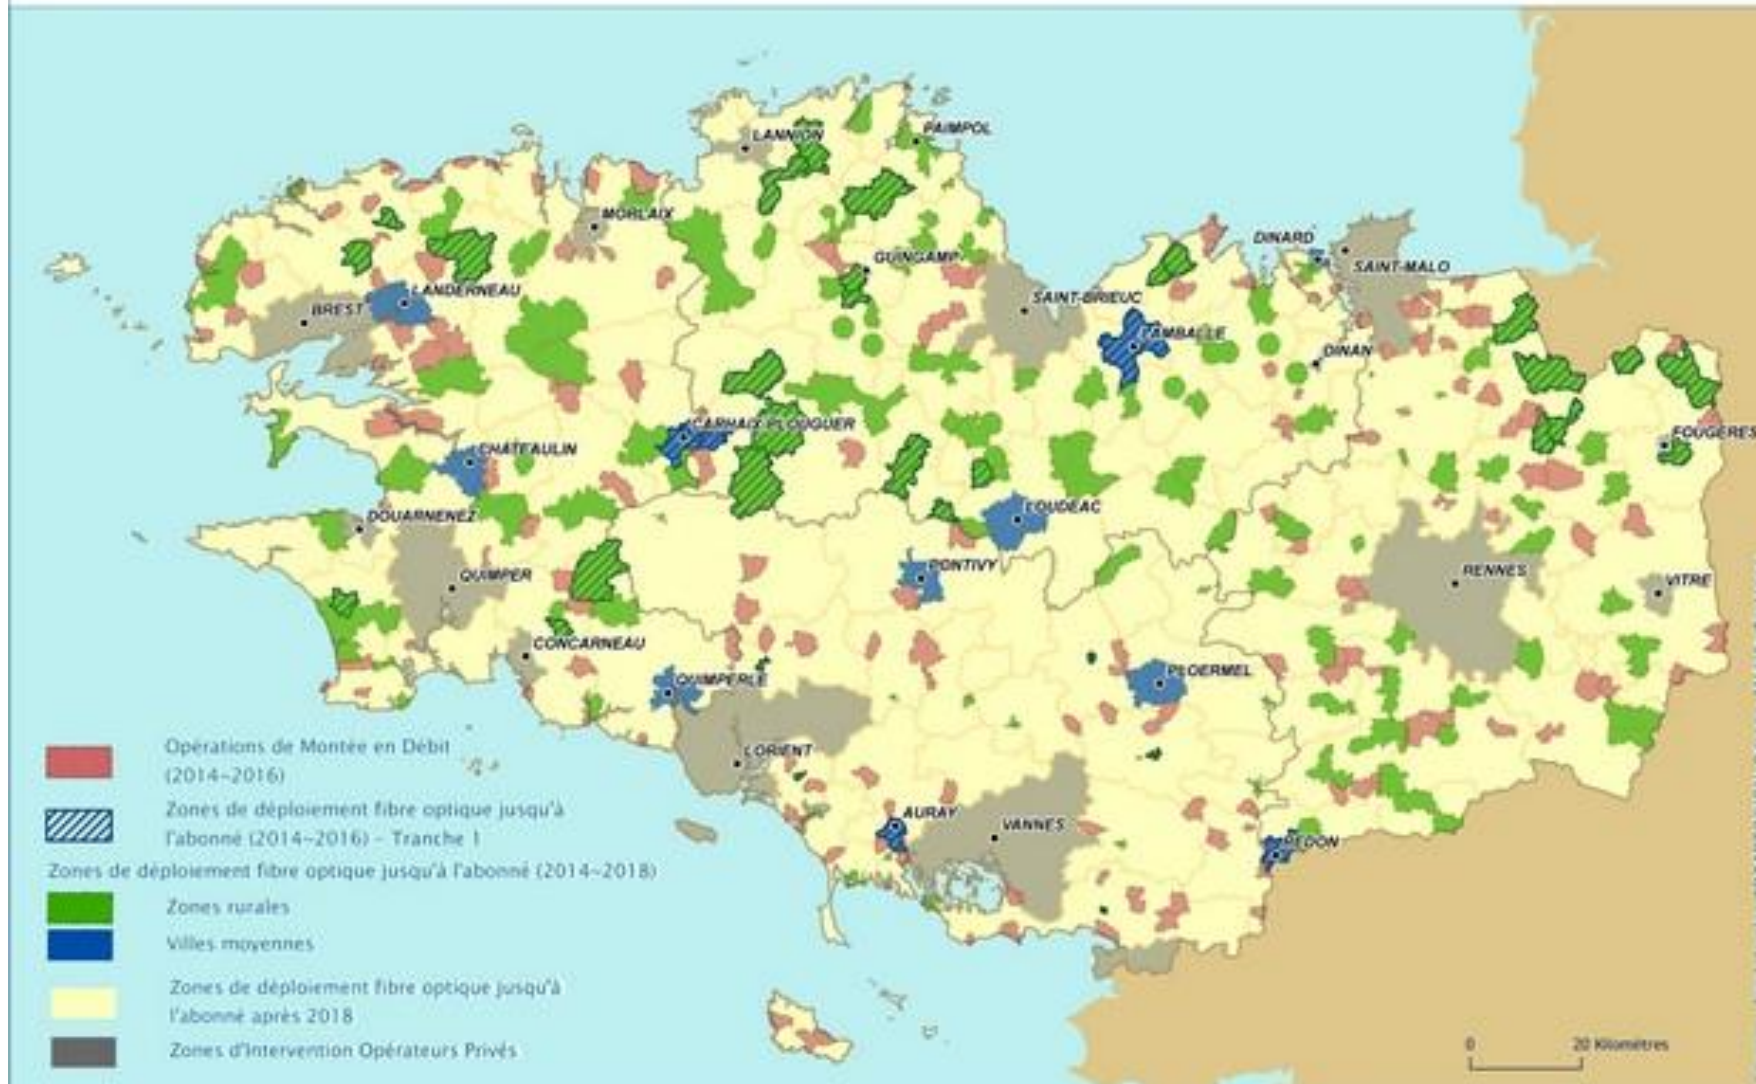 LANNION
PAIMPOL
MORLAIX
GUINGAMP
DINARD
SAINT-MALO
LANDERNEAU
BREST
SAINT-BRIEUC
LAMBALLE
DINAN
CARHAIX-PLOUGUER
FOUGERES
CHATEAULIN
LOUDEAC
DOUARNENEZ
PONTIVY
QUIMPER
RENNES
VITRE
CONCARNEAU
QUIMPERLE
PLOERMEL
LORIENT
AURAY
VANNES
REDON
Opérations de Montée en Débit
(2014-2016)
Zones de déploiement fibre optique jusqu'à
l'abonné (2014-2016) - Tranche 1
Zones de déploiement fibre optique jusqu'à l'abonné (2014-2018)
Zones rurales
Villes moyennes
Zones de déploiement fibre optique jusqu'à
l'abonné après 2018
Zones d'Intervention Opérateurs Privés
0 20 Kilomètres